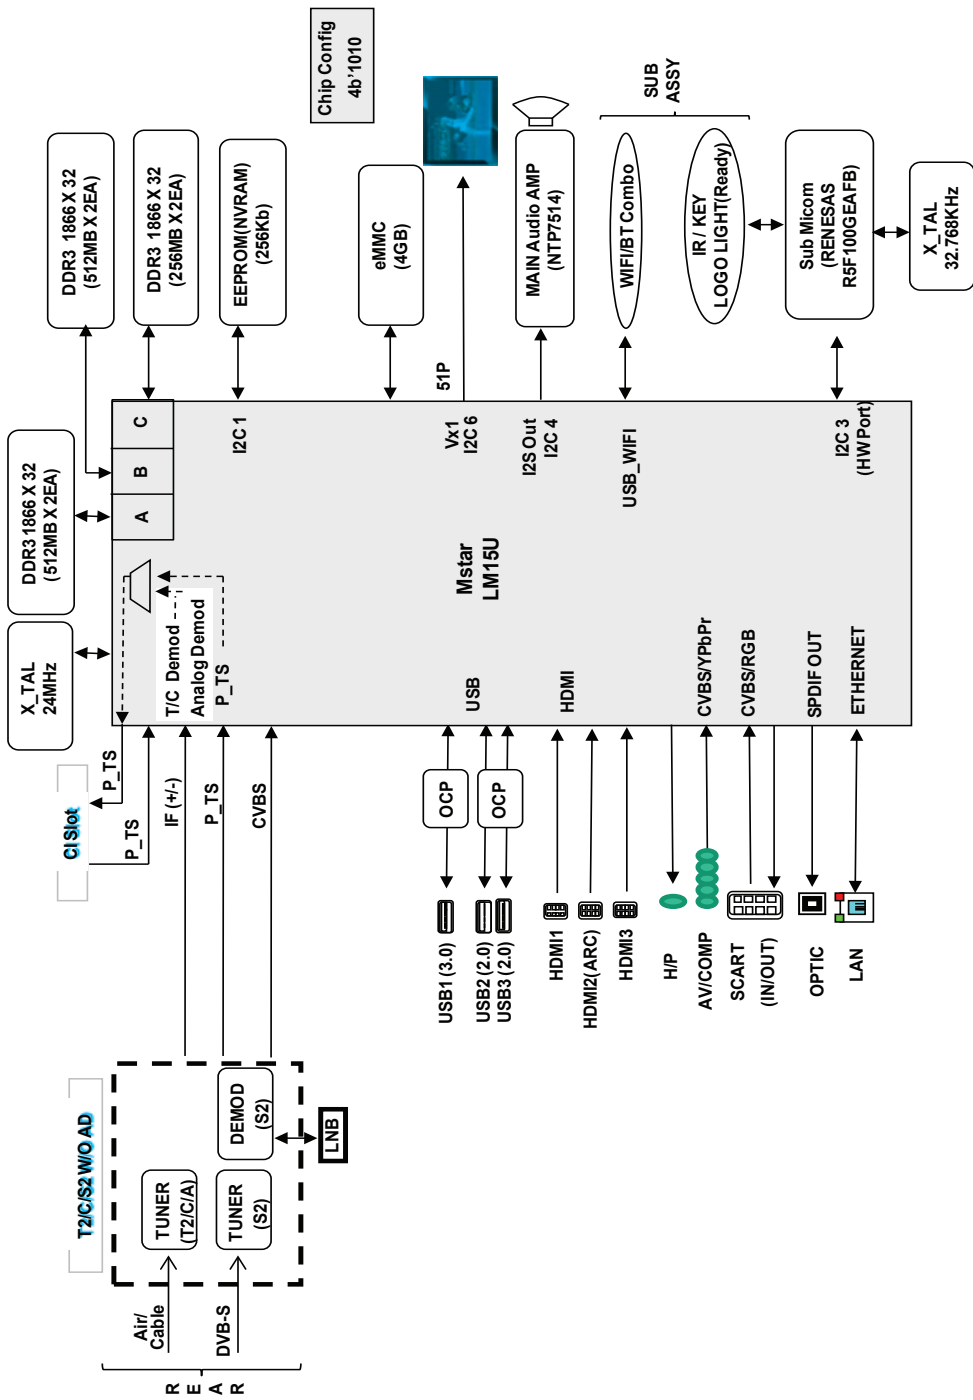 Chip Config
4b'1010
DDR3 1866 X 32
(512MB X 2EA)
DDR3 1866 X 32
(256MB X 2EA)
EEPROM(NVRAM)
(256Kb)
eMMC
(4GB)
MAIN Audio AMP
(NTP7514)
WIFI/BT Combo
IR / KEY
LOGO LIGHT(Ready)
SUB
ASSY
Sub Micom
(RENESAS
R5F100GEAFB)
X_TAL
32.768KHz
51P
DDR3 1866 X 32
(512MB X 2EA)
X_TAL
24MHz
A
B
C
I2C 1
Vx1
I2C 6
I2S Out
I2C 4
USB_WIFI
I2C 3
(HW Port)
Mstar
LM15U
T/C Demod
Analog Demod
P_TS
USB
HDMI
CVBS/YPbPr
CVBS/RGB
SPDIF OUT
ETHERNET
CI Slot
P_TS
P_TS
IF (+/-)
P_TS
CVBS
OCP
OCP
USB1 (3.0)
USB2 (2.0)
USB3 (2.0)
HDMI1
HDMI2(ARC)
HDMI3
H/P
AV/COMP
SCART
(IN/OUT)
OPTIC
LAN
T2/C/S2 W/O AD
TUNER
(T2/C/A)
TUNER
(S2)
DEMOD
(S2)
LNB
Air/
Cable
DVB-S
R
E
A
R